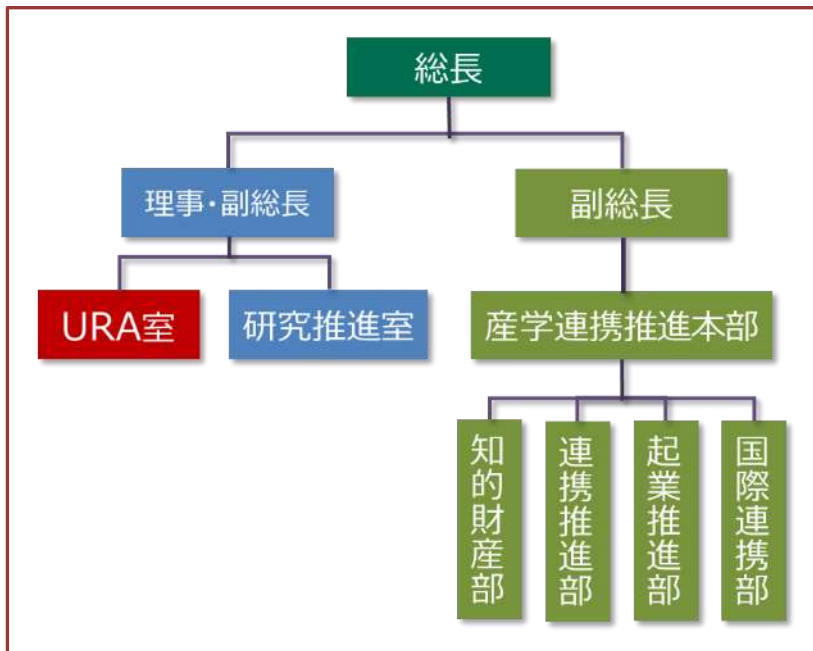 総長
理事・副総長
副総長
URA室
研究推進室
産学連携推進本部
知的財産部
連携推進部
起業推進部
国際連携部